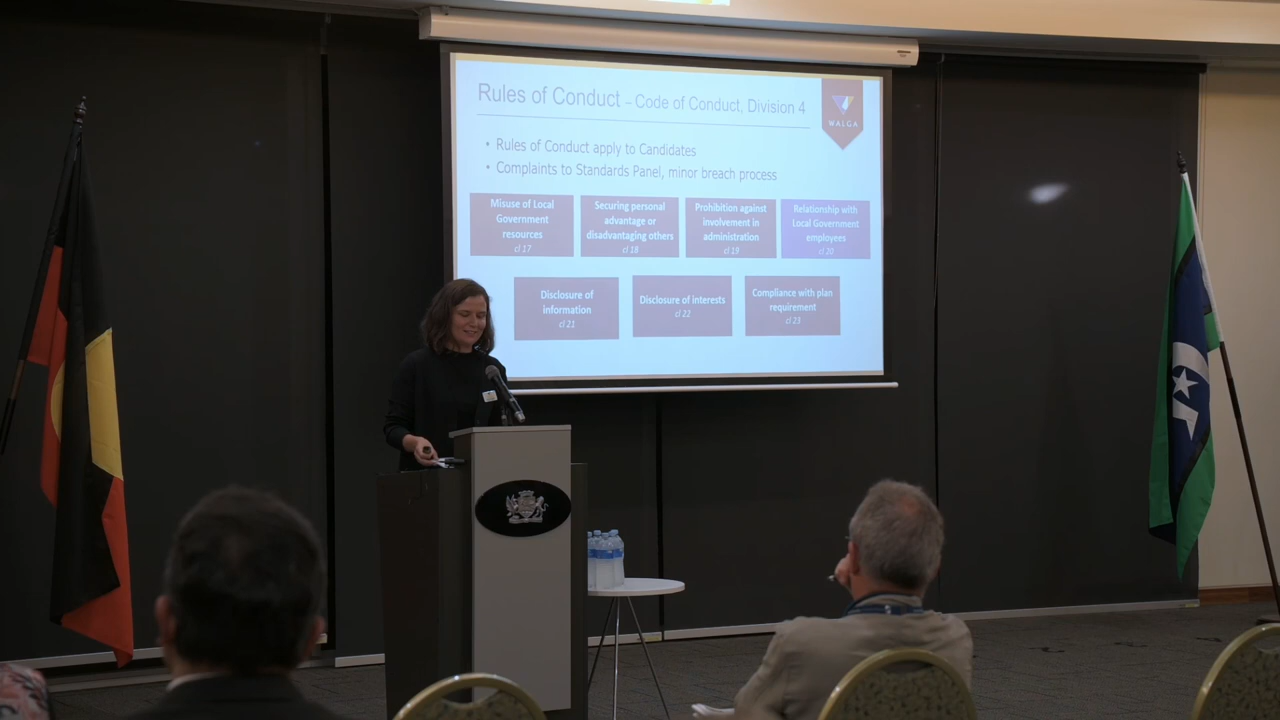 Rules of Conduct – Code of Conduct, Division 4
WALGA
• Rules of Conduct apply to Candidates
• Complaints to Standards Panel, minor breach process
Misuse of Local
Government
resources
cl 17
Securing personal
advantage or
disadvantaging others
cl 18
Prohibition against
involvement in
administration
cl 19
Relationship with
Local Government
employees
cl 20
Disclosure of
information
cl 21
Disclosure of interests
cl 22
Compliance with plan
requirement
cl 23